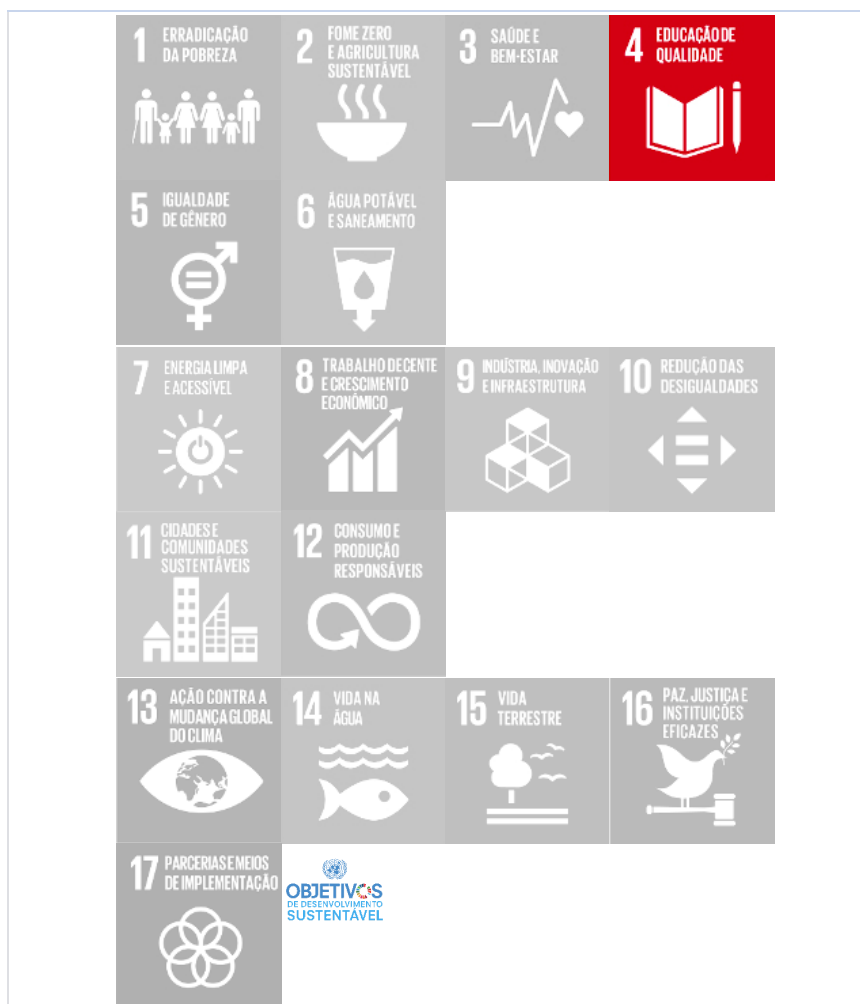 1 ERRADICAÇÃO
DA POBREZA
2 FOME ZERO
E AGRICULTURA
SUSTENTÁVEL
3 SAÚDE E
BEM-ESTAR
4 EDUCAÇÃO DE
QUALIDADE
5 IGUALDADE
DE GÊNERO
6 ÁGUA POTÁVEL
E SANEAMENTO
7 ENERGIA LIMPA
E ACESSÍVEL
8 TRABALHO DECENTE
E CRESCIMENTO
ECONÔMICO
9 INDÚSTRIA, INOVAÇÃO
E INFRAESTRUTURA
10 REDUÇÃO DAS
DESIGUALDADES
11 CIDADES E
COMUNIDADES
SUSTENTÁVEIS
12 CONSUMO E
PRODUÇÃO
RESPONSÁVEIS
13 AÇÃO CONTRA A
MUDANÇA GLOBAL
DO CLIMA
14 VIDA NA
ÁGUA
15 VIDA
TERRESTRE
16 PAZ, JUSTIÇA E
INSTITUIÇÕES
EFICAZES
17 PARCERIAS E MEIOS
DE IMPLEMENTAÇÃO
OBJETIVOS
DE DESENVOLVIMENTO
SUSTENTÁVEL